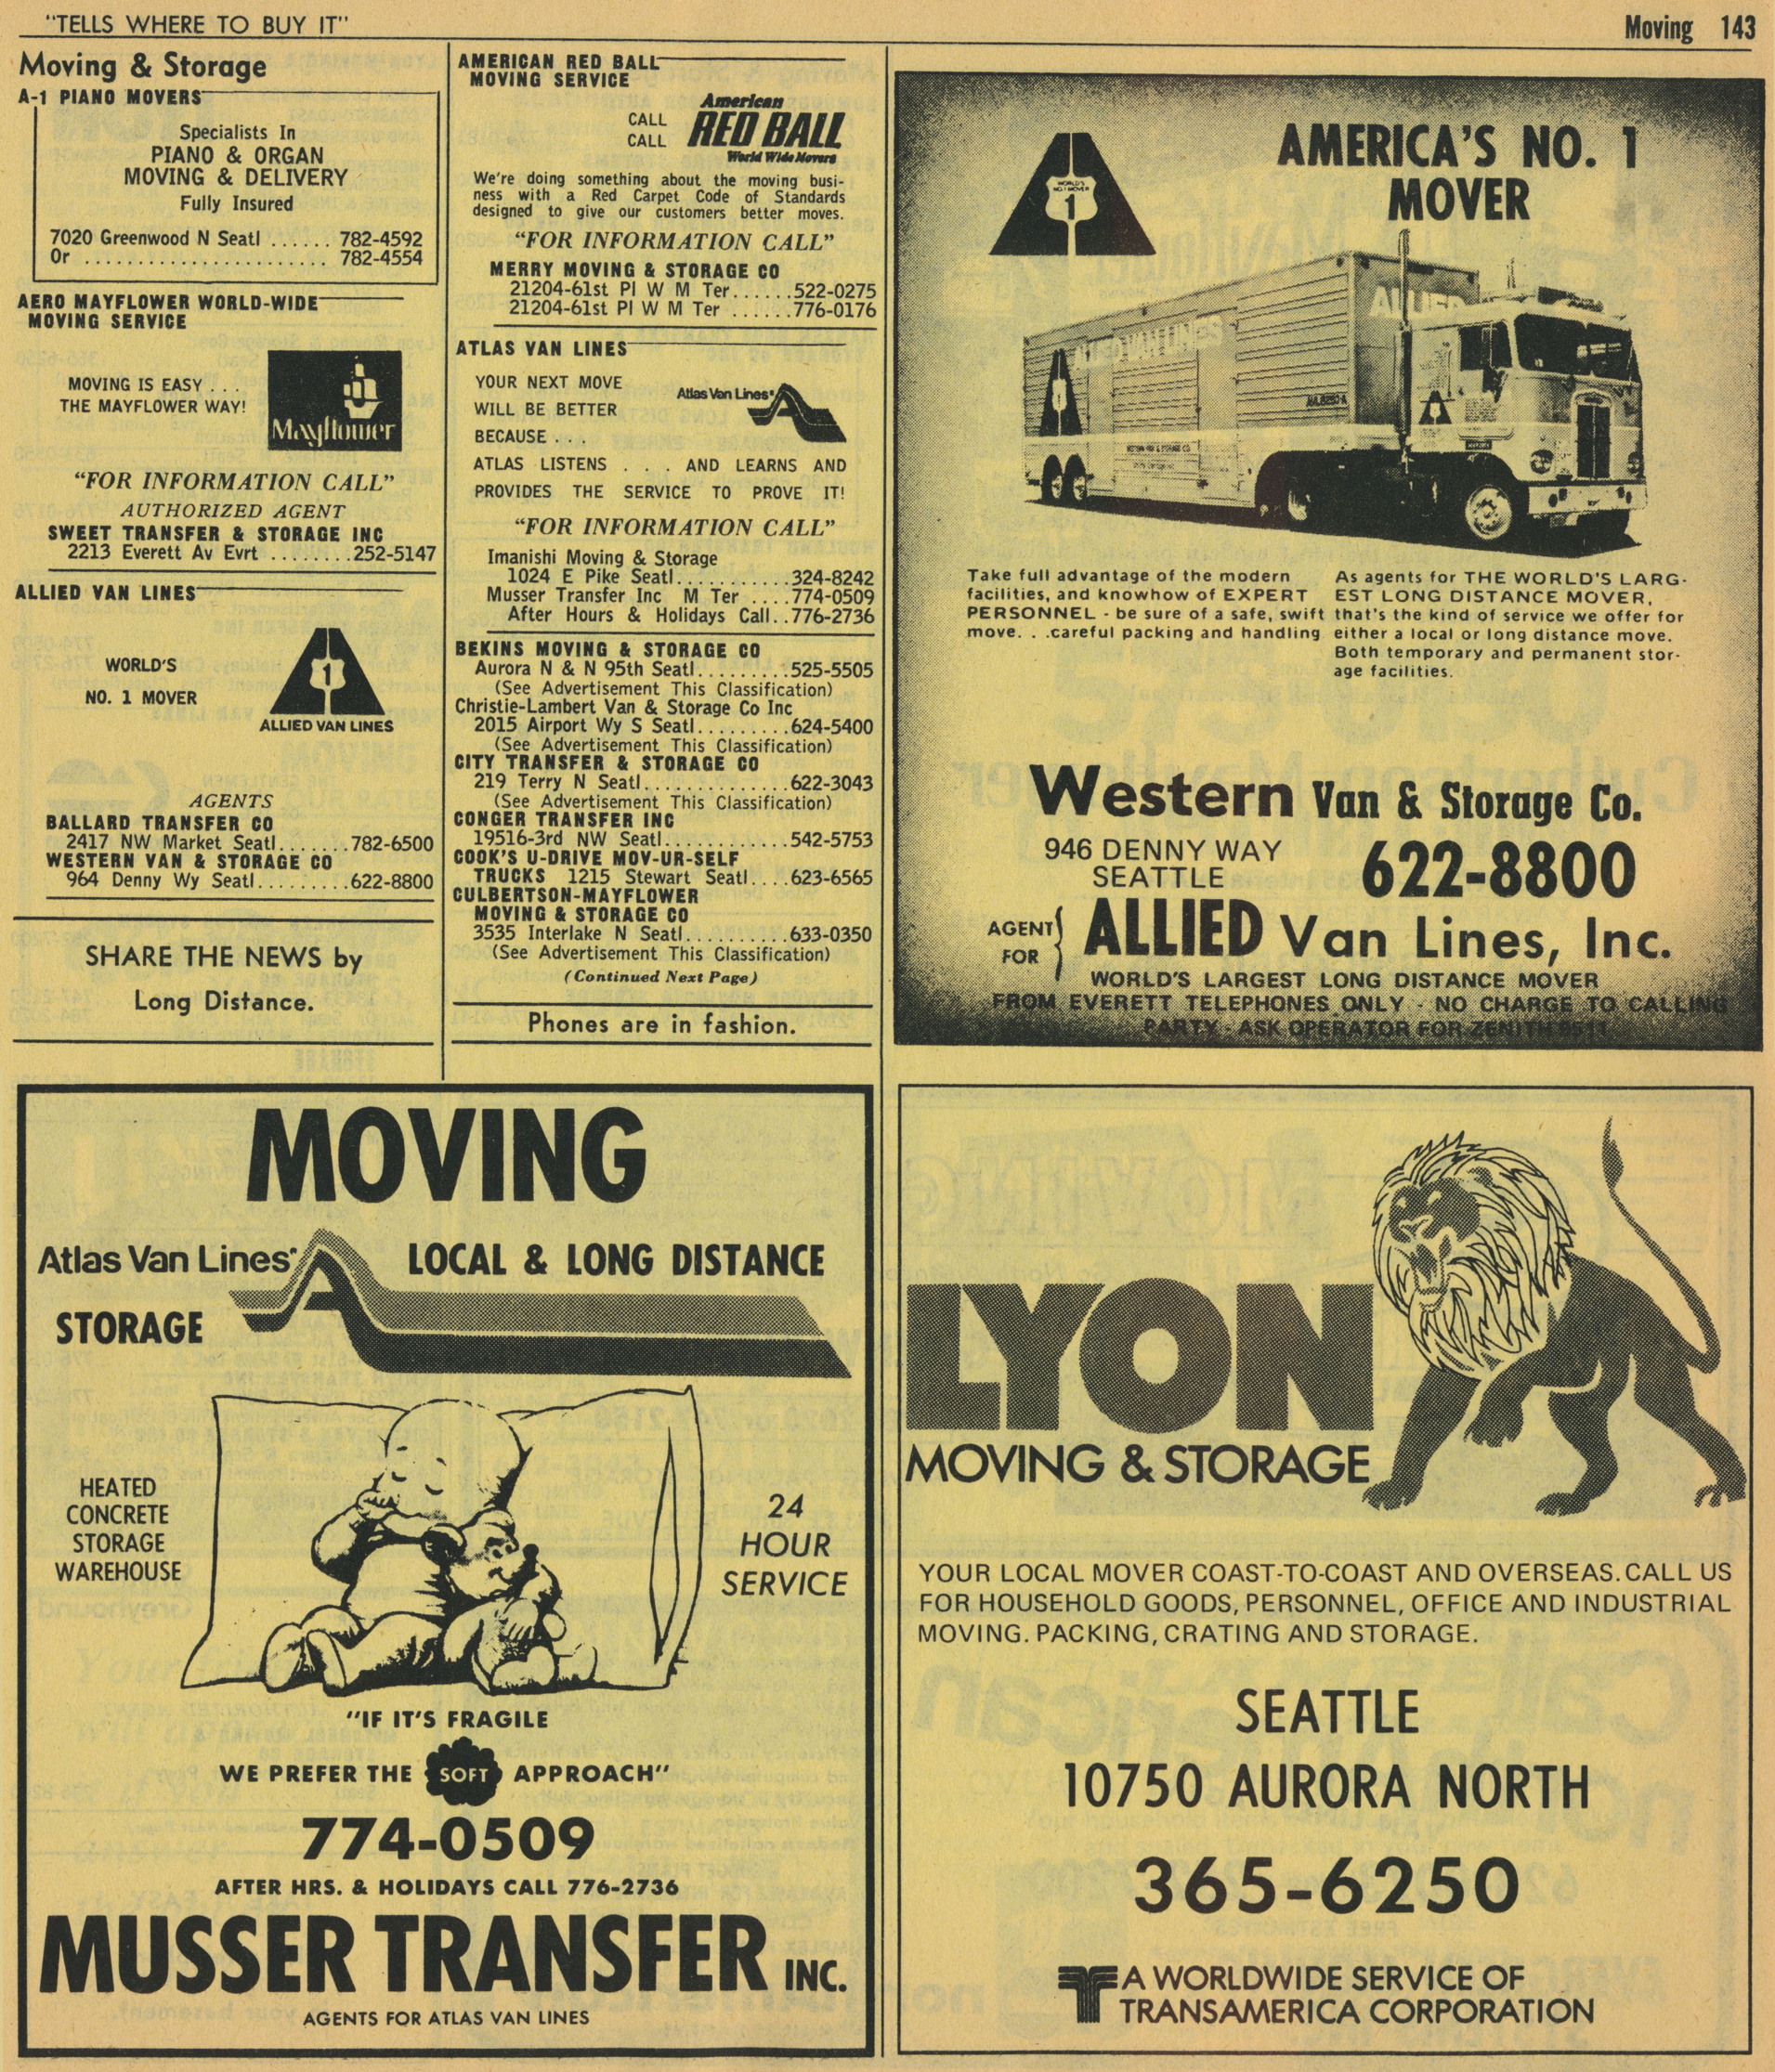 "TELLS WHERE TO BUY IT"
Moving 143
Moving & Storage
A-1 PIANO MOVERS
Specialists In
PIANO & ORGAN
MOVING & DELIVERY
Fully Insured
7020 Greenwood N Seatl ...... 782-4592
Or ....................... 782-4554
AERO MAYFLOWER WORLD-WIDE
MOVING SERVICE
MOVING IS EASY . . .
THE MAYFLOWER WAY!
Mayflower
"FOR INFORMATION CALL"
AUTHORIZED AGENT
SWEET TRANSFER & STORAGE INC
2213 Everett Av Evrt ........252-5147
ALLIED VAN LINES
WORLD'S
NO. 1 MOVER
1
ALLIED VAN LINES
AGENTS
BALLARD TRANSFER CO
2417 NW Market Seatl.......782-6500
WESTERN VAN & STORAGE CO
964 Denny Wy Seatl.........622-8800
SHARE THE NEWS by
Long Distance.
AMERICAN RED BALL
MOVING SERVICE
American
CALL
CALL
RED BALL
World Wide Movers
We're doing something about the moving busi-
ness with a Red Carpet Code of Standards
designed to give our customers better moves.
"FOR INFORMATION CALL"
MERRY MOVING & STORAGE CO
21204-61st Pl W M Ter......522-0275
21204-61st Pl W M Ter ......776-0176
ATLAS VAN LINES
YOUR NEXT MOVE
WILL BE BETTER
BECAUSE . . .
Atlas Van Lines
ATLAS LISTENS . . . AND LEARNS AND
PROVIDES THE SERVICE TO PROVE IT!
"FOR INFORMATION CALL"
Imanishi Moving & Storage
1024 E Pike Seatl...........324-8242
Musser Transfer Inc M Ter ....774-0509
After Hours & Holidays Call..776-2736
BEKINS MOVING & STORAGE CO
Aurora N & N 95th Seatl.........525-5505
(See Advertisement This Classification)
Christie-Lambert Van & Storage Co Inc
2015 Airport Wy S Seatl.........624-5400
(See Advertisement This Classification)
CITY TRANSFER & STORAGE CO
219 Terry N Seatl..............622-3043
(See Advertisement This Classification)
CONGER TRANSFER INC
19516-3rd NW Seatl............542-5753
COOK'S U-DRIVE MOV-UR-SELF
TRUCKS 1215 Stewart Seatl....623-6565
CULBERTSON-MAYFLOWER
MOVING & STORAGE CO
3535 Interlake N Seatl..........633-0350
(See Advertisement This Classification)
(Continued Next Page)
Phones are in fashion.
AMERICA'S NO. 1
MOVER
WORLD'S
NO. 1 MOVER
1
ALLIED
ALLIED VAN LINES
Take full advantage of the modern
facilities, and knowhow of EXPERT
PERSONNEL - be sure of a safe, swift
move. . .careful packing and handling
As agents for THE WORLD'S LARG-
EST LONG DISTANCE MOVER,
that's the kind of service we offer for
either a local or long distance move.
Both temporary and permanent stor-
age facilities.
Western Van & Storage Co.
946 DENNY WAY
SEATTLE
622-8800
AGENT
FOR
ALLIED Van Lines, Inc.
WORLD'S LARGEST LONG DISTANCE MOVER
FROM EVERETT TELEPHONES ONLY - NO CHARGE TO CALLING
PARTY - ASK OPERATOR FOR ZENITH
MOVING
Atlas Van Lines
LOCAL & LONG DISTANCE
STORAGE
HEATED
CONCRETE
STORAGE
WAREHOUSE
24
HOUR
SERVICE
"IF IT'S FRAGILE
WE PREFER THE SOFT APPROACH"
774-0509
AFTER HRS. & HOLIDAYS CALL 776-2736
MUSSER TRANSFER INC.
AGENTS FOR ATLAS VAN LINES
LYON
MOVING & STORAGE
YOUR LOCAL MOVER COAST-TO-COAST AND OVERSEAS. CALL US
FOR HOUSEHOLD GOODS, PERSONNEL, OFFICE AND INDUSTRIAL
MOVING. PACKING, CRATING AND STORAGE.
SEATTLE
10750 AURORA NORTH
365-6250
A WORLDWIDE SERVICE OF
TRANSAMERICA CORPORATION